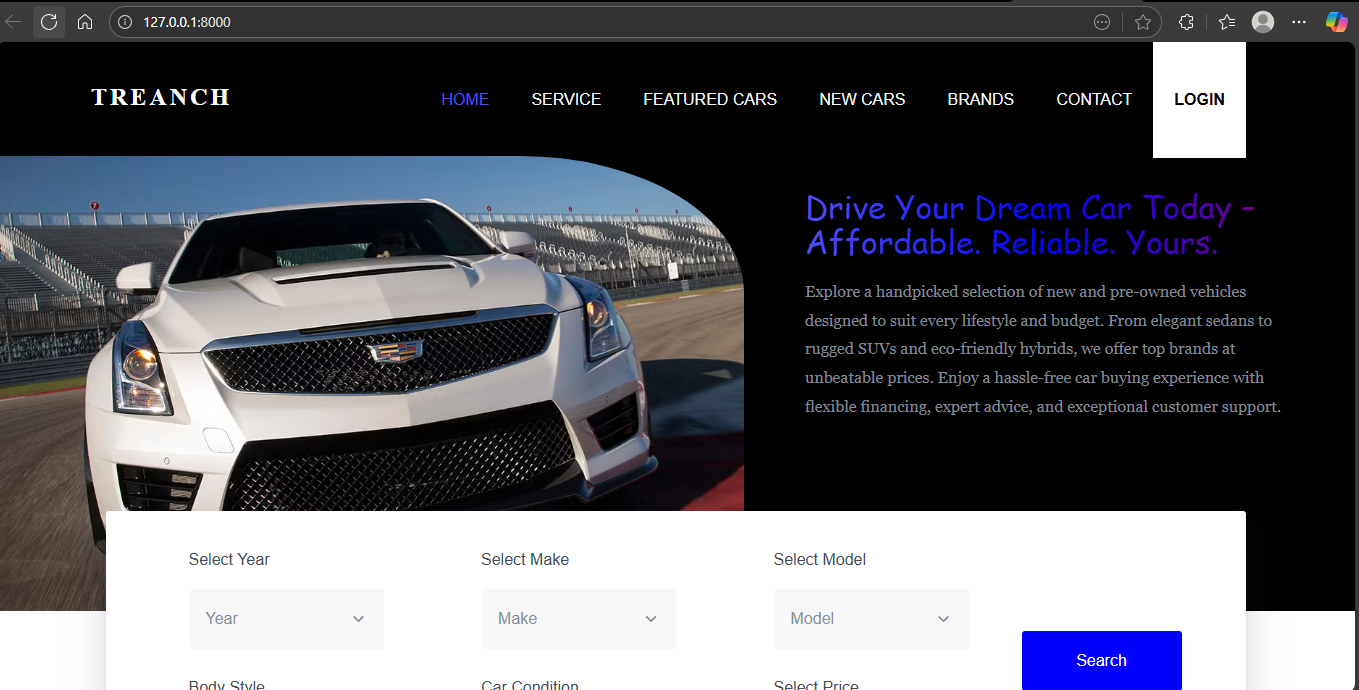 127.0.0.1:8000
TREANCH
HOME SERVICE FEATURED CARS NEW CARS BRANDS CONTACT LOGIN
Drive Your Dream Car Today –
Affordable. Reliable. Yours.
Explore a handpicked selection of new and pre-owned vehicles
designed to suit every lifestyle and budget. From elegant sedans to
rugged SUVs and eco-friendly hybrids, we offer top brands at
unbeatable prices. Enjoy a hassle-free car buying experience with
flexible financing, expert advice, and exceptional customer support.
Select Year Select Make Select Model
Year Make Model
Search
Body Style Car Condition Select Price